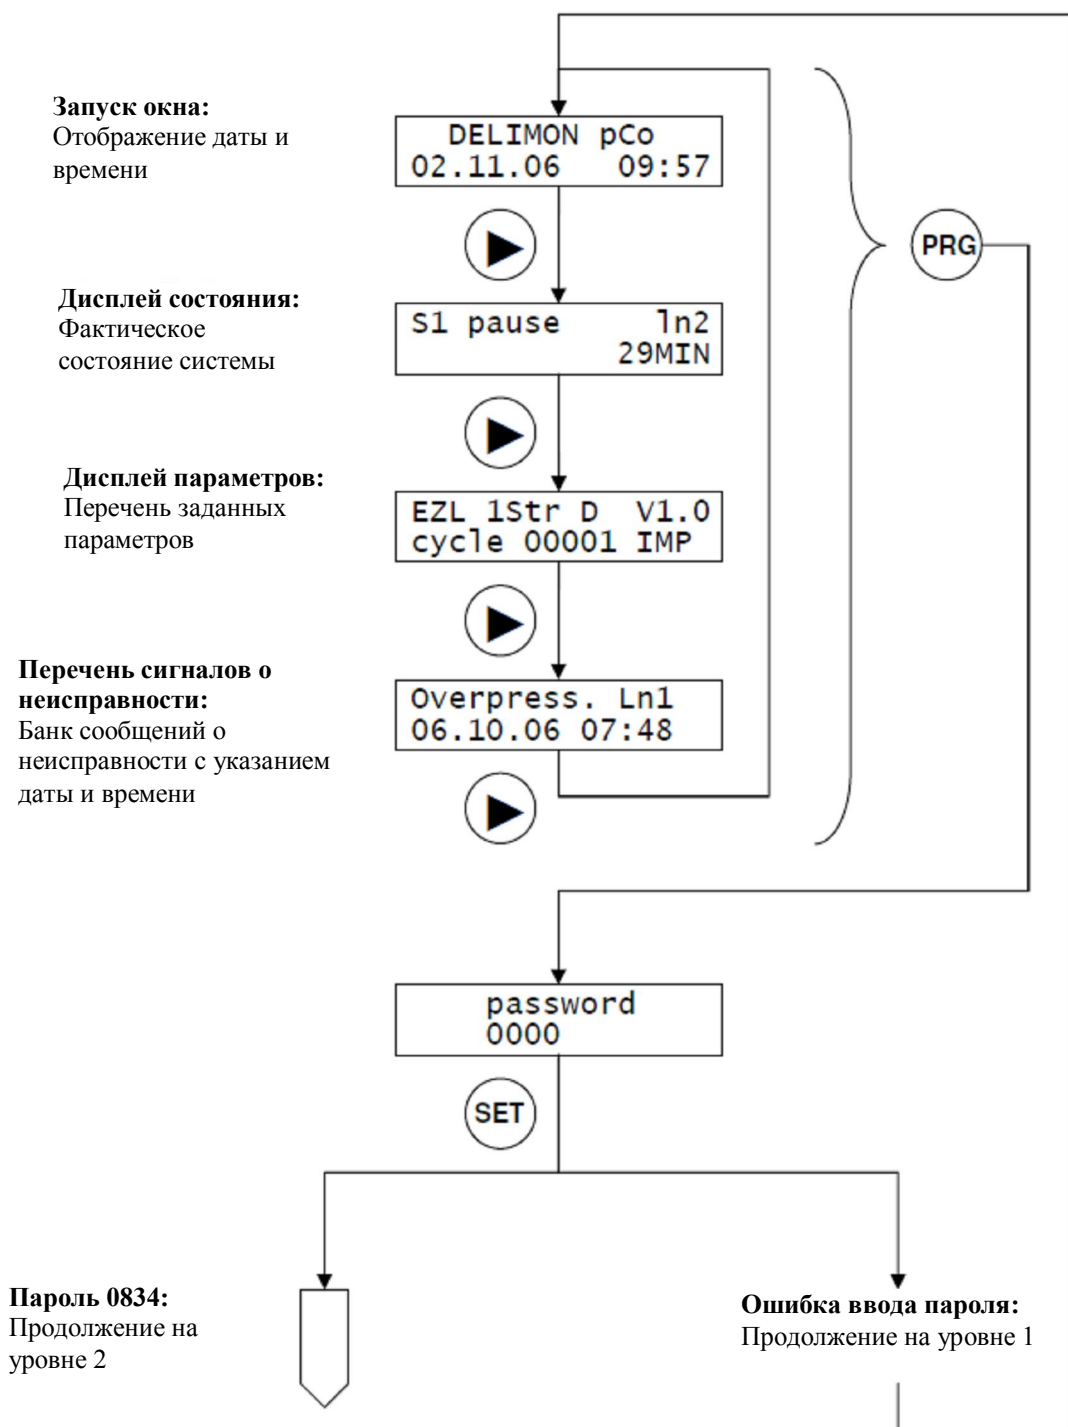 Запуск окна:
Отображение даты и
времени
DELIMON pCo
02.11.06 09:57
PRG
Дисплей состояния:
Фактическое
состояние системы
S1 pause ln2
29MIN
Дисплей параметров:
Перечень заданных
параметров
EZL 1Str D V1.0
cycle 00001 IMP
Перечень сигналов о
неисправности:
Банк сообщений о
неисправности с указанием
даты и времени
Overpress. Ln1
06.10.06 07:48
password
0000
SET
Пароль 0834:
Продолжение на
уровне 2
Ошибка ввода пароля:
Продолжение на уровне 1